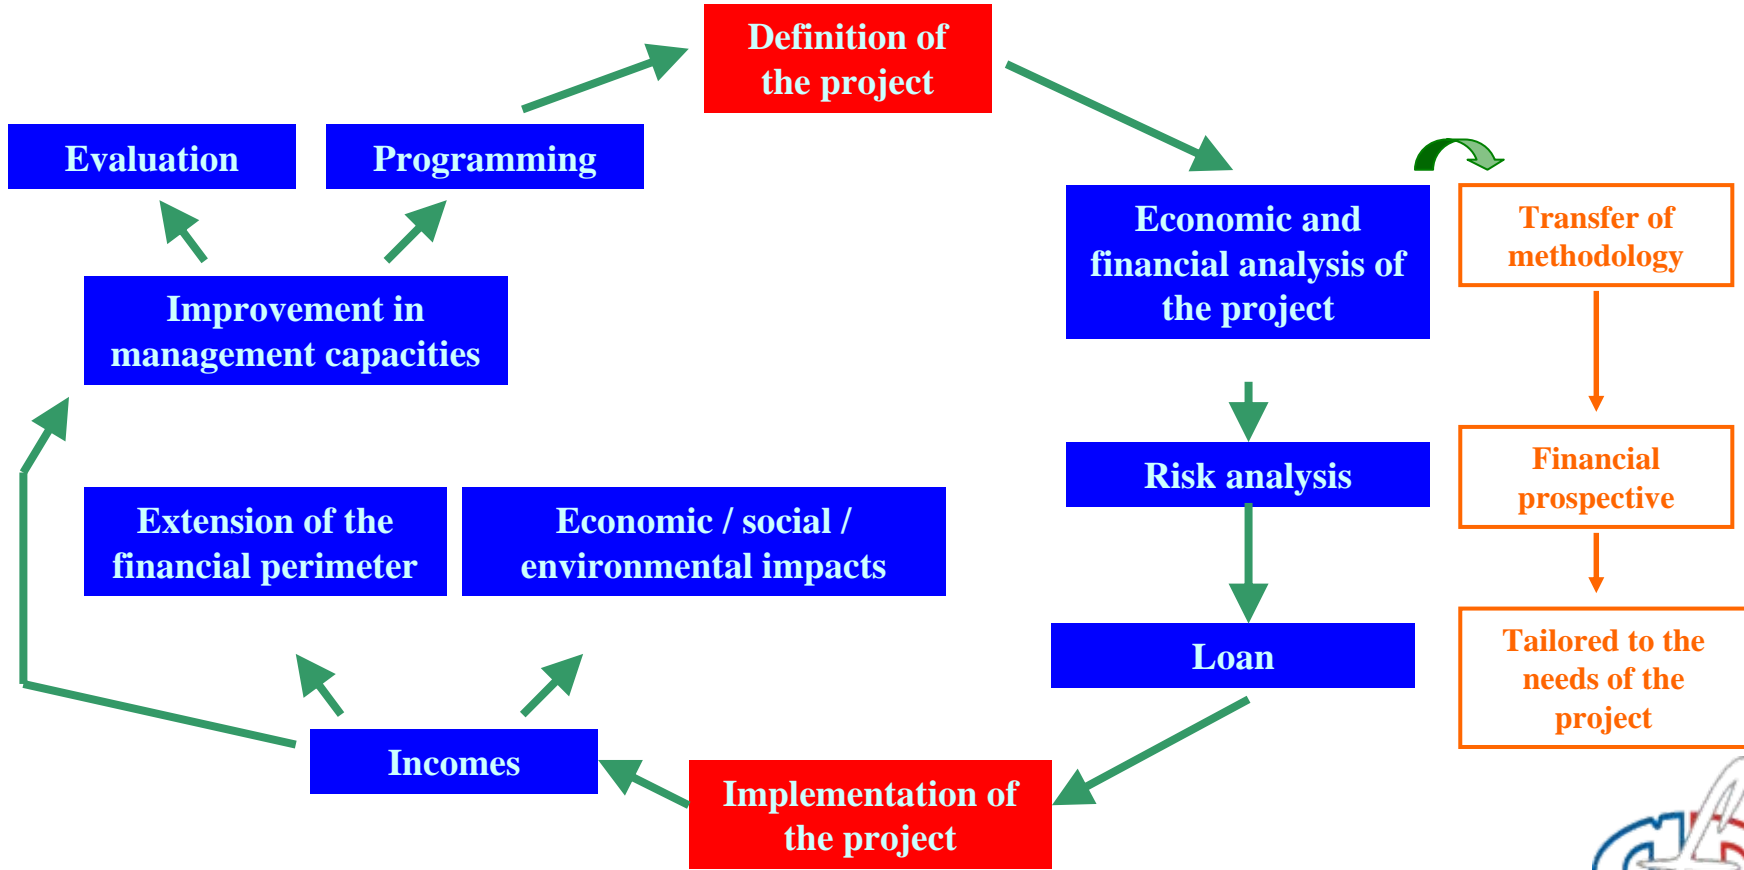 Definition of
the project
Evaluation
Programming
Economic and
financial analysis of
the project
Transfer of
methodology
Improvement in
management capacities
Risk analysis
Financial
prospective
Extension of the
financial perimeter
Economic / social /
environmental impacts
Loan
Tailored to the
needs of the
project
Incomes
Implementation of
the project